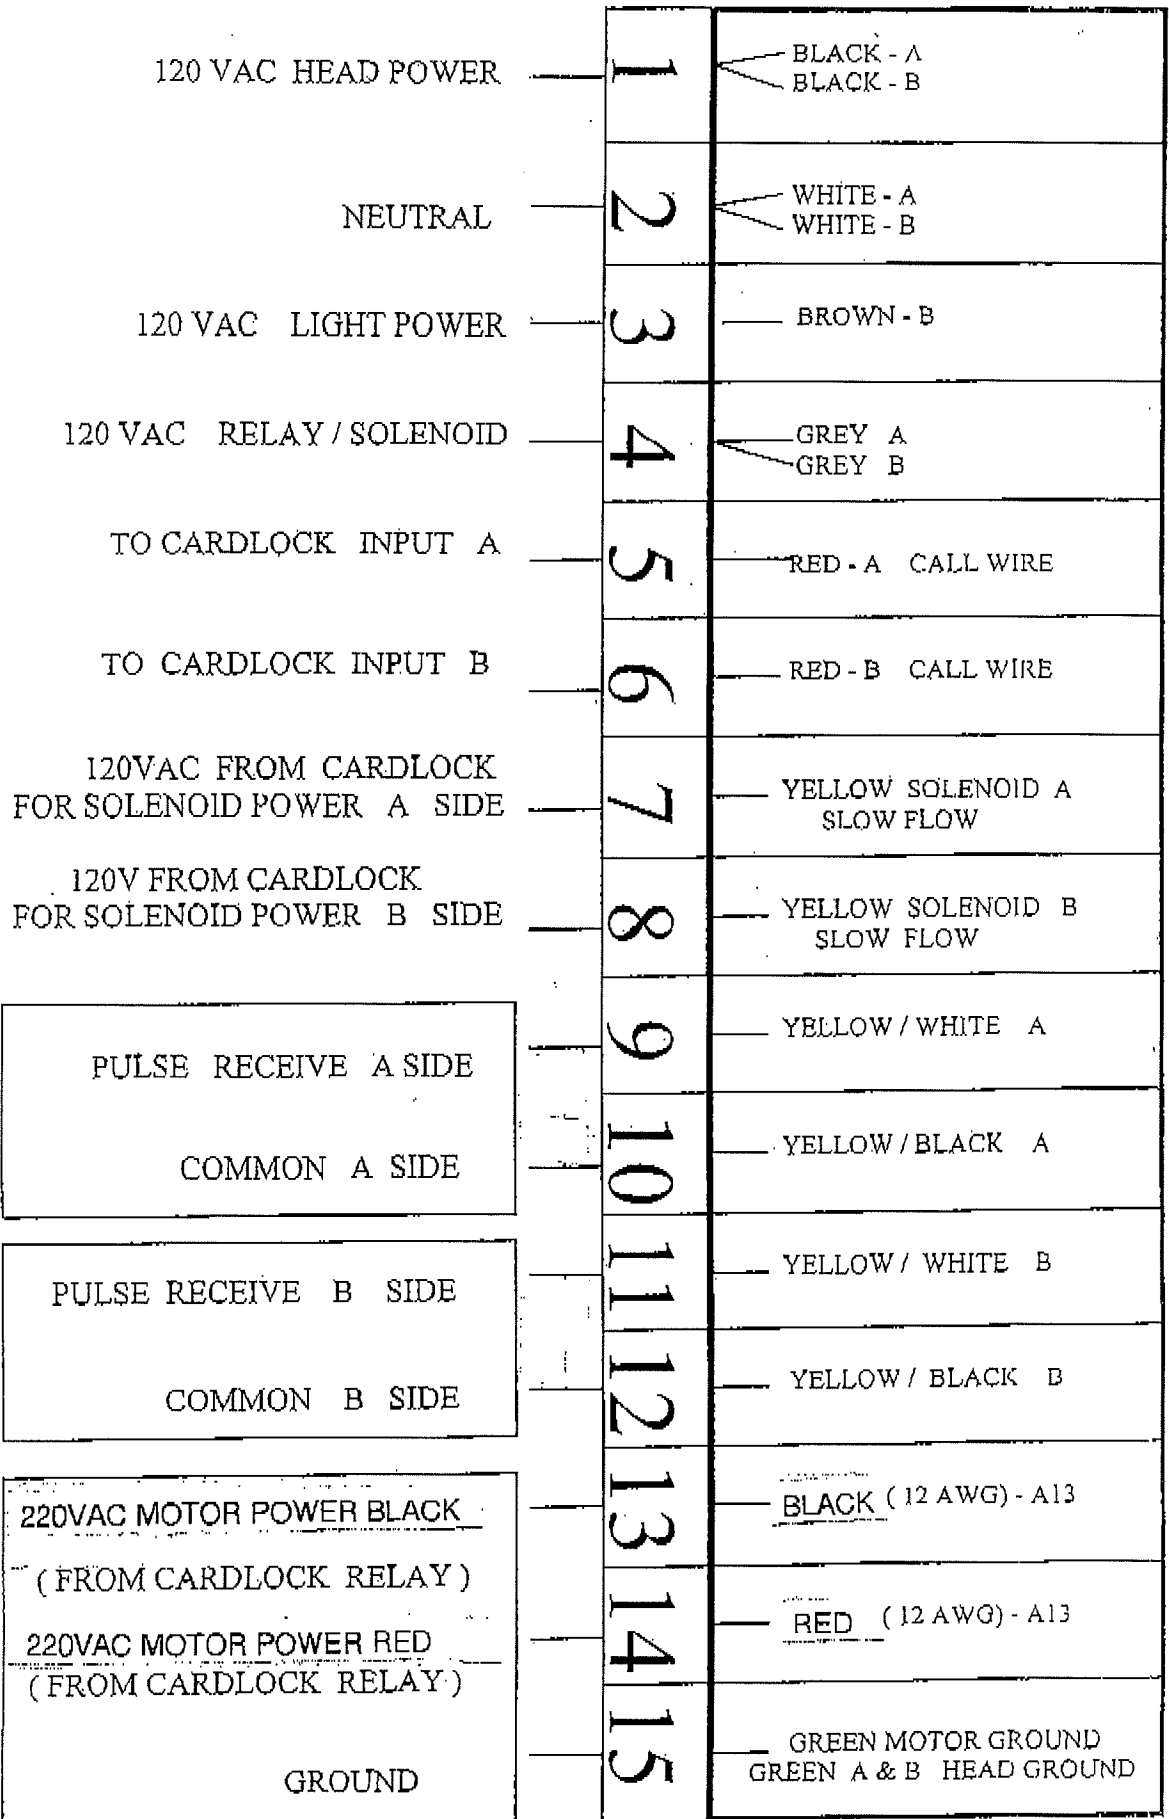 120 VAC HEAD POWER
1
BLACK - A
BLACK - B
NEUTRAL
2
WHITE - A
WHITE - B
120 VAC LIGHT POWER
3
BROWN - B
120 VAC RELAY / SOLENOID
4
GREY A
GREY B
TO CARDLOCK INPUT A
5
RED - A CALL WIRE
TO CARDLOCK INPUT B
6
RED - B CALL WIRE
120VAC FROM CARDLOCK
FOR SOLENOID POWER A SIDE
7
YELLOW SOLENOID A
SLOW FLOW
120V FROM CARDLOCK
FOR SOLENOID POWER B SIDE
8
YELLOW SOLENOID B
SLOW FLOW
PULSE RECEIVE A SIDE
9
YELLOW / WHITE A
COMMON A SIDE
10
YELLOW / BLACK A
PULSE RECEIVE B SIDE
11
YELLOW / WHITE B
COMMON B SIDE
12
YELLOW / BLACK B
220VAC MOTOR POWER BLACK
( FROM CARDLOCK RELAY )
13
BLACK ( 12 AWG) - A13
220VAC MOTOR POWER RED
( FROM CARDLOCK RELAY )
14
RED ( 12 AWG) - A13
GROUND
15
GREEN MOTOR GROUND
GREEN A & B HEAD GROUND